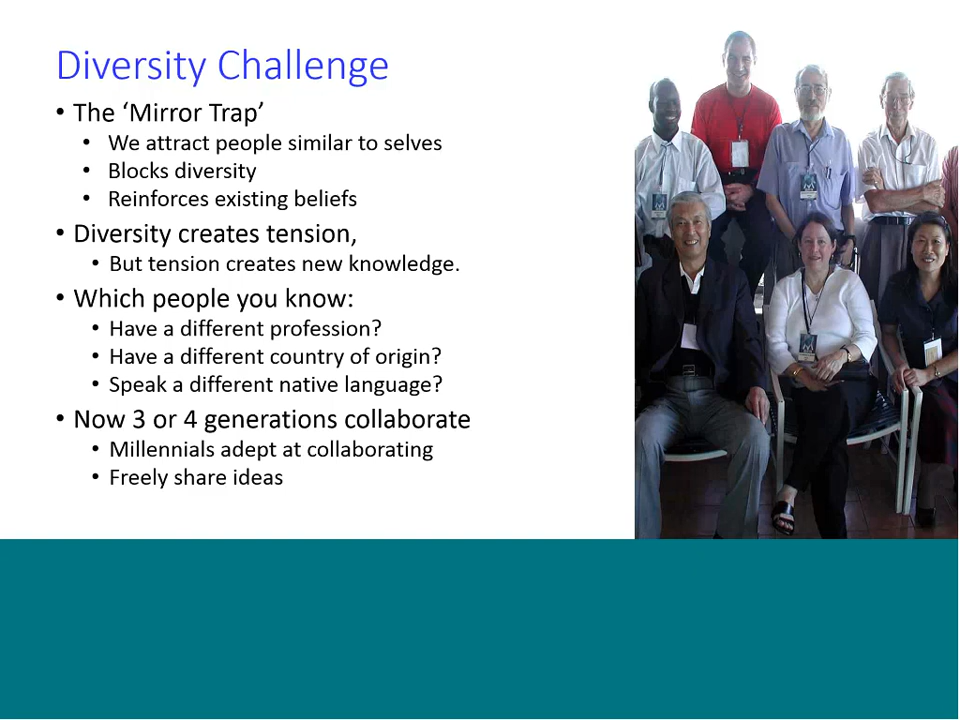 Diversity Challenge
• The ‘Mirror Trap’
• We attract people similar to selves
• Blocks diversity
• Reinforces existing beliefs
• Diversity creates tension,
• But tension creates new knowledge.
• Which people you know:
• Have a different profession?
• Have a different country of origin?
• Speak a different native language?
• Now 3 or 4 generations collaborate
• Millennials adept at collaborating
• Freely share ideas